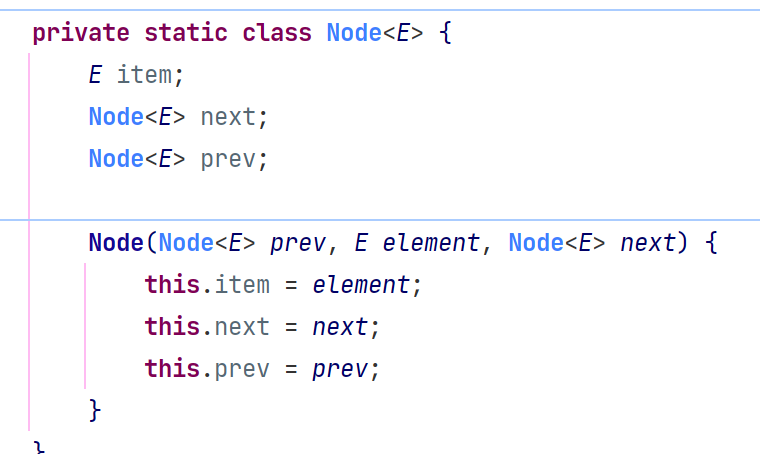 private static class Node<E> {
E item;
Node<E> next;
Node<E> prev;
Node(Node<E> prev, E element, Node<E> next) {
this.item = element;
this.next = next;
this.prev = prev;
}
}